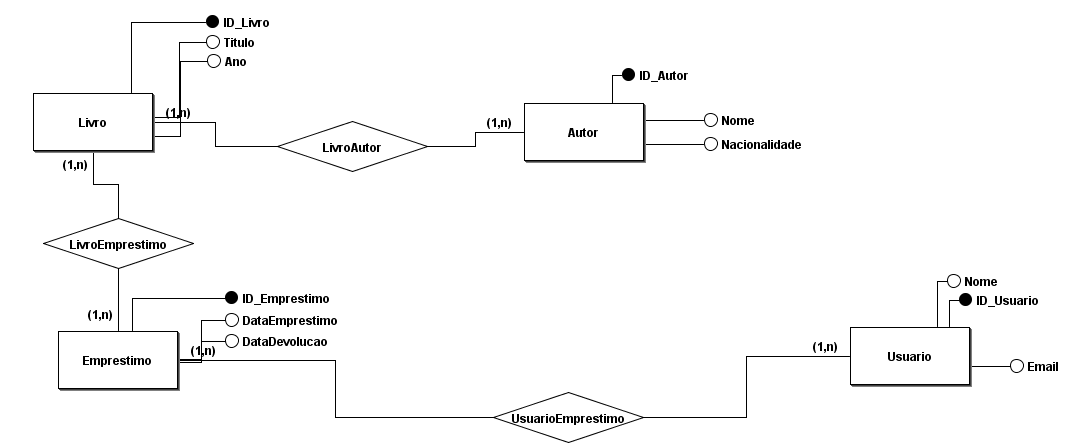 ID_Livro
Titulo
Ano
Livro
(1,n)
LivroAutor
(1,n)
ID_Autor
Autor
Nome
Nacionalidade
(1,n)
LivroEmprestimo
(1,n)
ID_Emprestimo
DataEmprestimo
DataDevolucao
Emprestimo
(1,n)
UsuarioEmprestimo
(1,n)
Nome
ID_Usuario
Usuario
Email